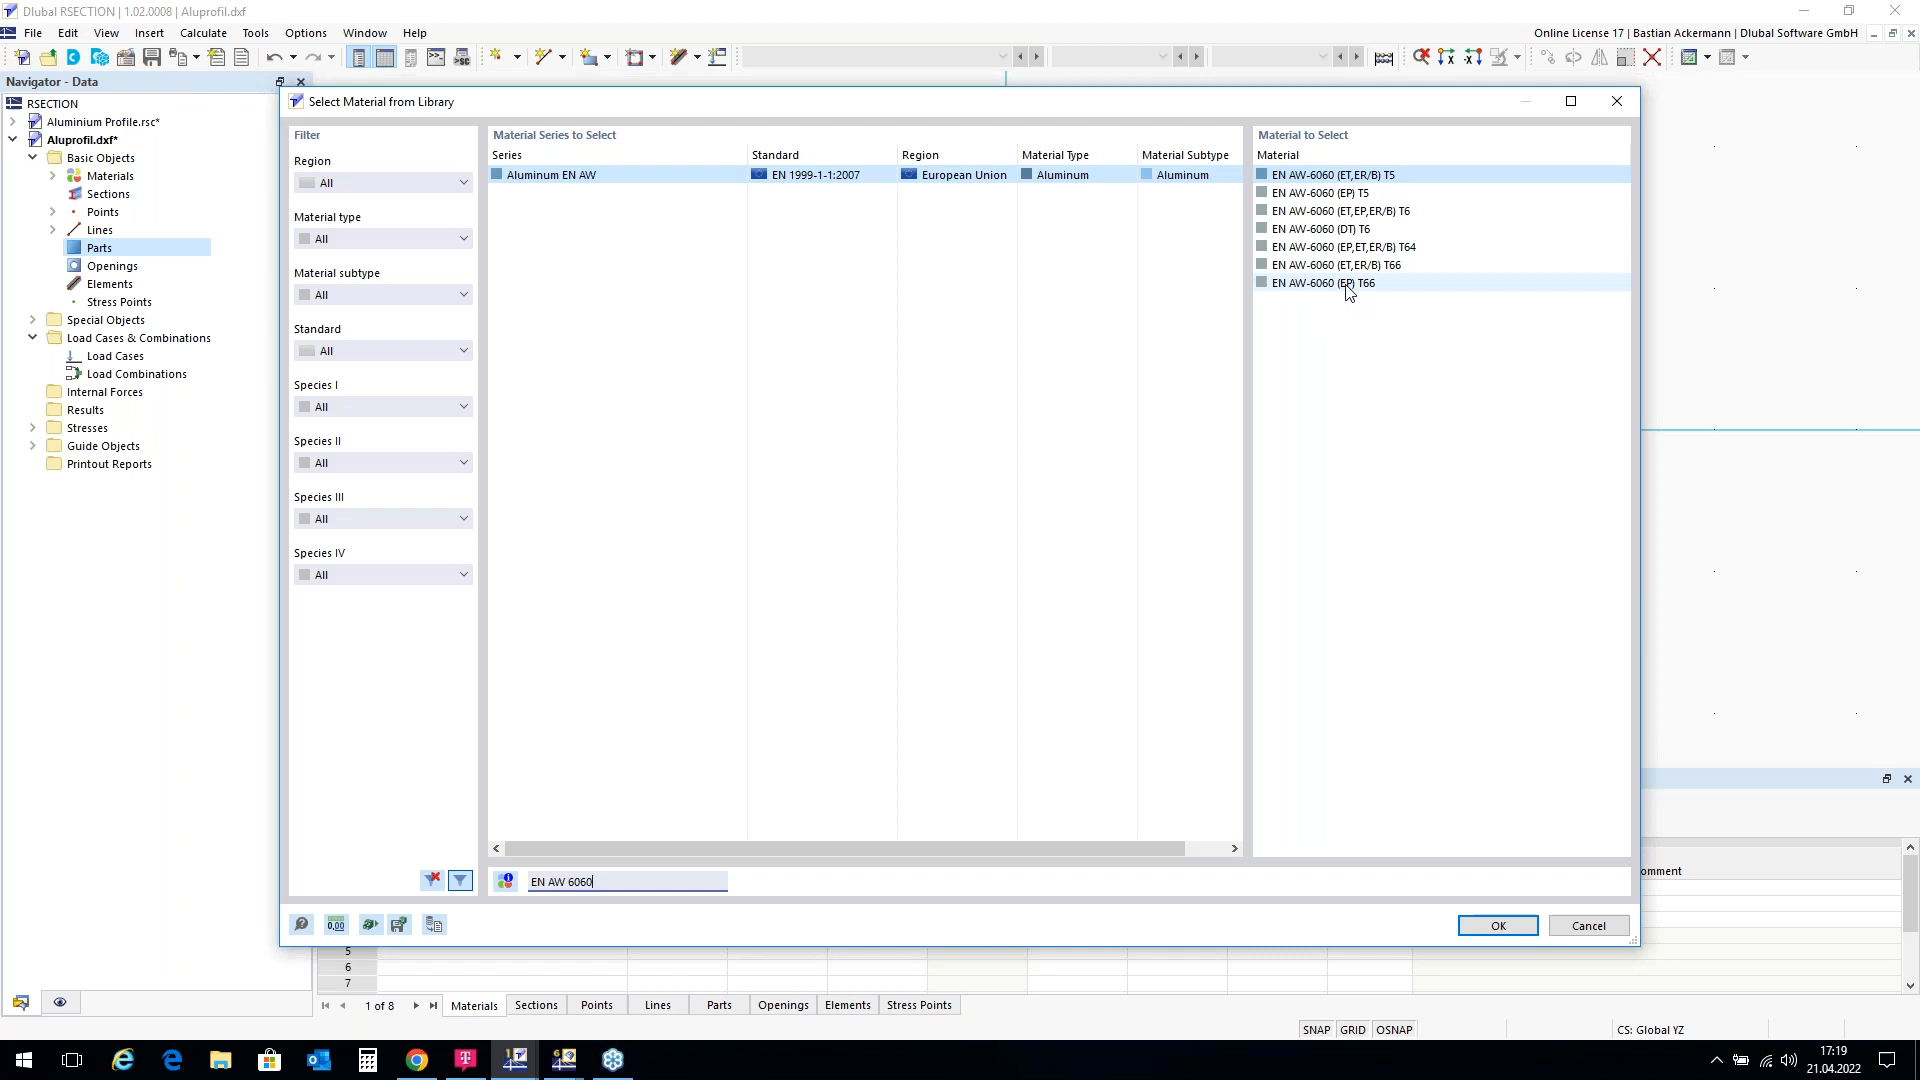 Dlubal RSECTION | 1.02.0008 | Aluprofil.dxf
File Edit View Insert Calculate Tools Options Window Help
Online License 17 | Bastian Ackermann | Dlubal Software GmbH
Navigator - Data
RSECTION
Aluminium Profile.rsc*
Aluprofil.dxf*
Basic Objects
Materials
Sections
Points
Lines
Parts
Openings
Elements
Stress Points
Special Objects
Load Cases & Combinations
Load Cases
Load Combinations
Internal Forces
Results
Stresses
Guide Objects
Printout Reports
Select Material from Library
Filter
Region
All
Material type
All
Material subtype
All
Standard
All
Species I
All
Species II
All
Species III
All
Species IV
All
Material Series to Select
Series Standard Region Material Type Material Subtype
Aluminum EN AW EN 1999-1-1:2007 European Union Aluminum Aluminum
EN AW 6060
Material to Select
Material
EN AW-6060 (ET,ER/B) T5
EN AW-6060 (EP) T5
EN AW-6060 (ET,EP,ER/B) T6
EN AW-6060 (DT) T6
EN AW-6060 (EP,ET,ER/B) T64
EN AW-6060 (ET,ER/B) T66
EN AW-6060 (EP) T66
OK Cancel
omment
5
6
7
1 of 8 Materials Sections Points Lines Parts Openings Elements Stress Points
SNAP GRID OSNAP CS: Global YZ
17:19
21.04.2022